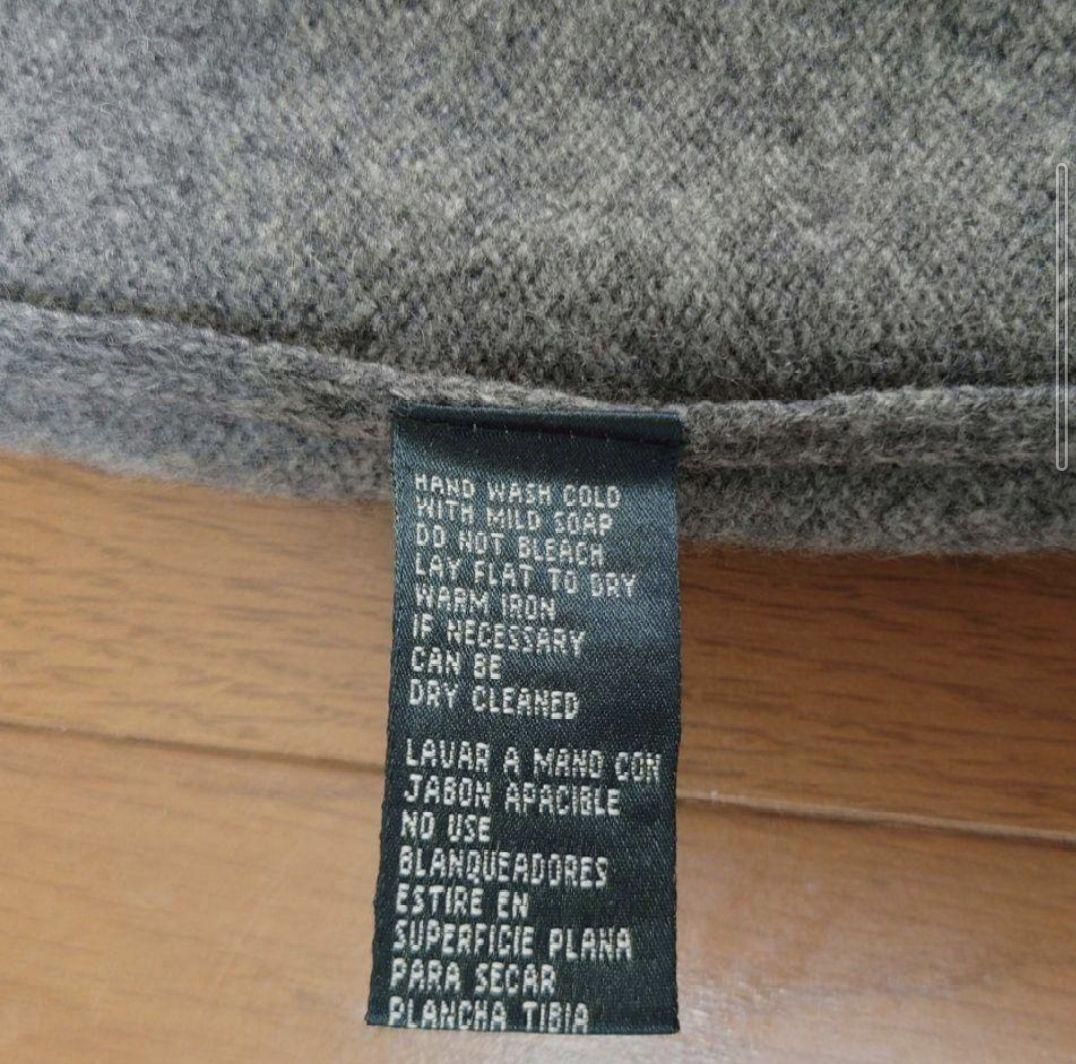 HAND WASH COLD
WITH MILD SOAP
DO NOT BLEACH
LAY FLAT TO DRY
WARM IRON
IF NECESSARY
CAN BE
DRY CLEANED
LAVAR A MANO CON
JABON APACIBLE
NO USE
BLANQUEADORES
ESTIRE EN
SUPERFICIE PLANA
PARA SECAR
PLANCHA TIBIA